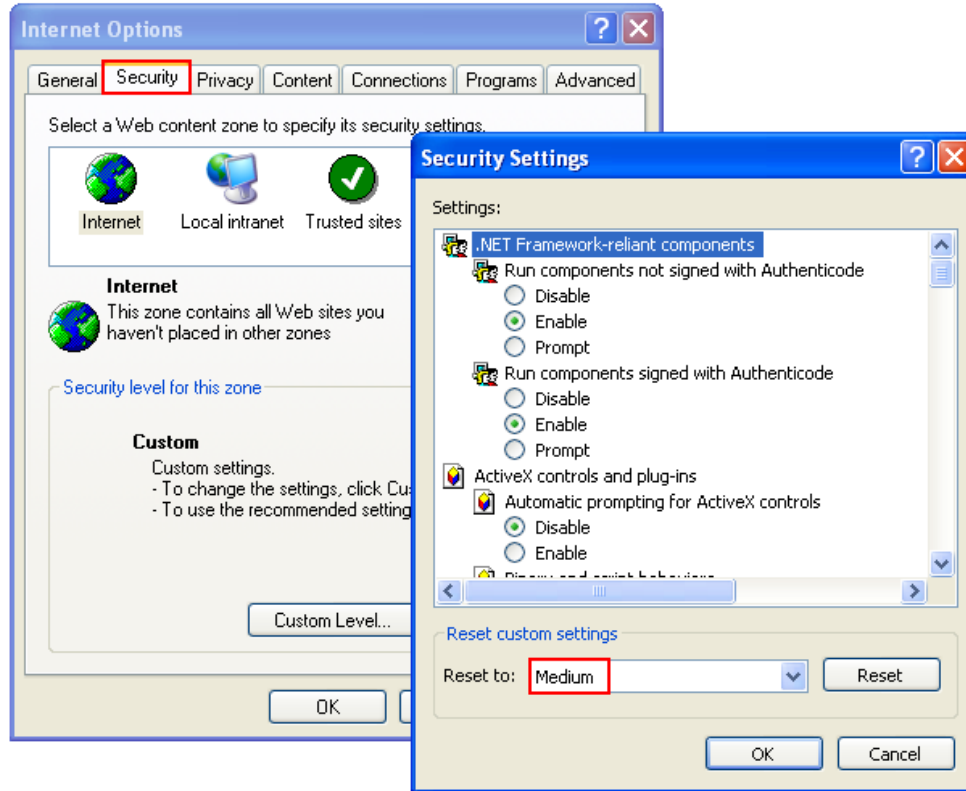 Internet Options
General Security Privacy Content Connections Programs Advanced
Select a Web content zone to specify its security settings.
Internet Local intranet Trusted sites
Internet
This zone contains all Web sites you
haven't placed in other zones
Security level for this zone
Custom
Custom settings.
- To change the settings, click
- To use the recommended
Custom Level...
OK
Security Settings
Settings:
.NET Framework-reliant components
Run components not signed with Authenticode
Disable
Enable
Prompt
Run components signed with Authenticode
Disable
Enable
Prompt
ActiveX controls and plug-ins
Automatic prompting for ActiveX controls
Disable
Enable
Reset custom settings
Reset to: Medium Reset
OK Cancel